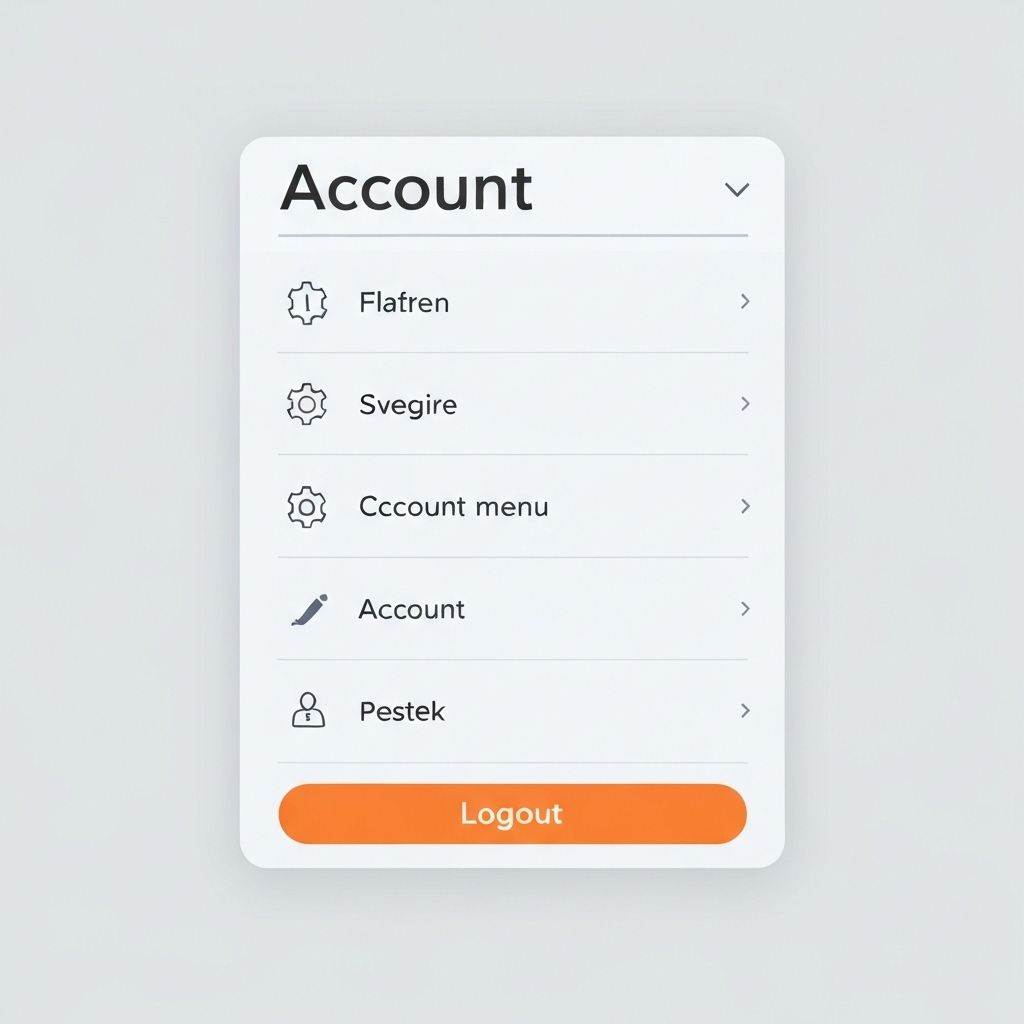 Account
Flafren
Svegire
Cccount menu
Account
Pestek
Logout